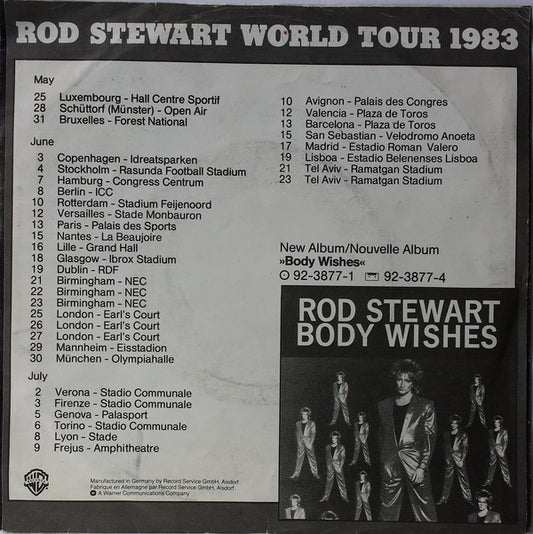 ROD STEWART WORLD TOUR 1983
May
25 Luxembourg - Hall Centre Sportif
28 Schüttorf (Münster) - Open Air
31 Bruxelles - Forest National
June
3 Copenhagen - Idreatsparken
4 Stockholm - Rasunda Football Stadium
7 Hamburg - Congress Centrum
8 Berlin - ICC
10 Rotterdam - Stadium Feijenoord
12 Versailles - Stade Monbauron
13 Paris - Palais des Sports
15 Nantes - La Beaujoire
16 Lille - Grand Hall
18 Glasgow - Ibrox Stadium
19 Dublin - RDF
21 Birmingham - NEC
22 Birmingham - NEC
23 Birmingham - NEC
25 London - Earl's Court
26 London - Earl's Court
27 London - Earl's Court
29 Mannheim - Eisstadion
30 München - Olympiahalle
July
2 Verona - Stadio Communale
3 Firenze - Stadio Communale
5 Genova - Palasport
6 Torino - Stadio Communale
8 Lyon - Stade
9 Frejus - Amphitheatre
10 Avignon - Palais des Congres
12 Valencia - Plaza de Toros
13 Barcelona - Plaza de Toros
15 San Sebastian - Velodromo Anoeta
17 Madrid - Estadio Roman Valero
19 Lisboa - Estadio Belenenses Lisboa
21 Tel Aviv - Ramatgan Stadium
23 Tel Aviv - Ramatgan Stadium
New Album/Nouvelle Album
»Body Wishes«
92-3877-1 92-3877-4
ROD STEWART
BODY WISHES
Manufactured in Germany by Record Service GmbH, Alsdorf
Fabriqué en Allemagne par Record Service GmbH, Alsdorf
A Warner Communications Company